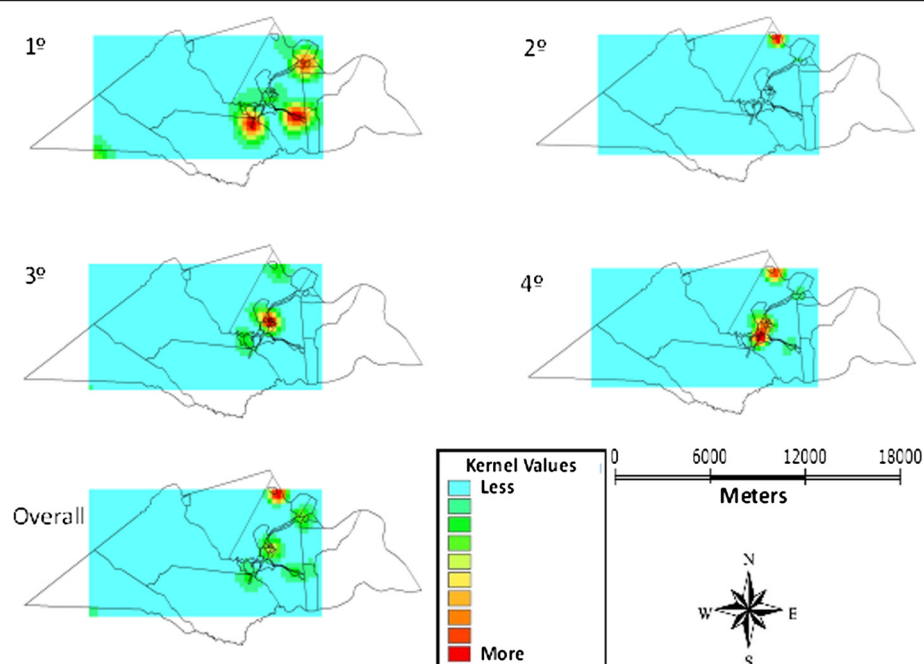 1º
2º
3º
4º
Overall
Kernel Values
Less
More
0 6000 12000 18000
Meters
N
W E
S